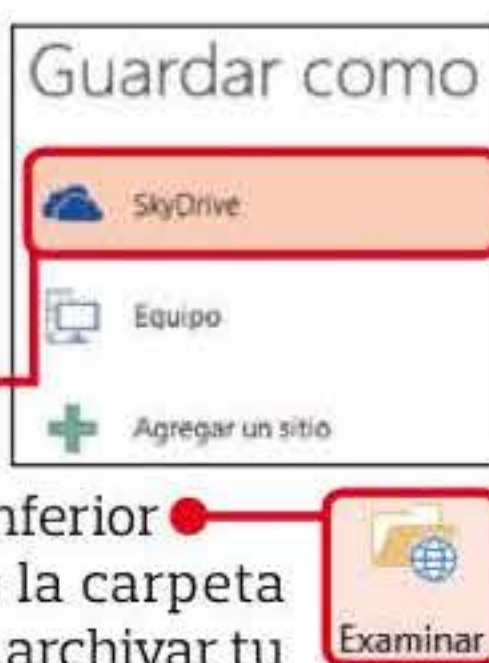 Guardar como
SkyDrive
Equipo
Agregar un sitio
nferior
la carpeta
archivar tu
Examinar